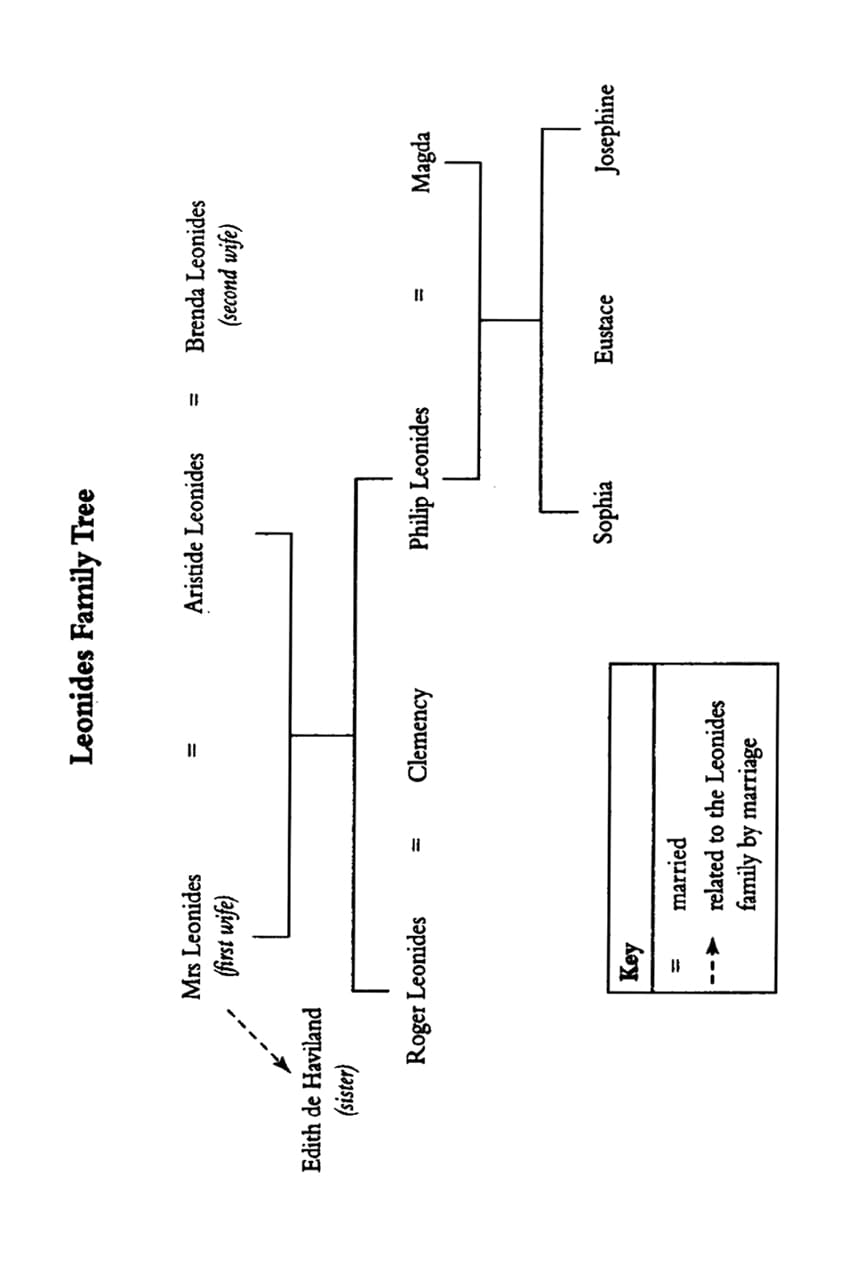 Leonides Family Tree
Mrs Leonides = Aristide Leonides = Brenda Leonides
(first wife) (second wife)
Edith de Haviland
(sister)
Roger Leonides = Clemency Philip Leonides = Magda
Sophia Eustace Josephine
Key
= married
related to the Leonides
family by marriage